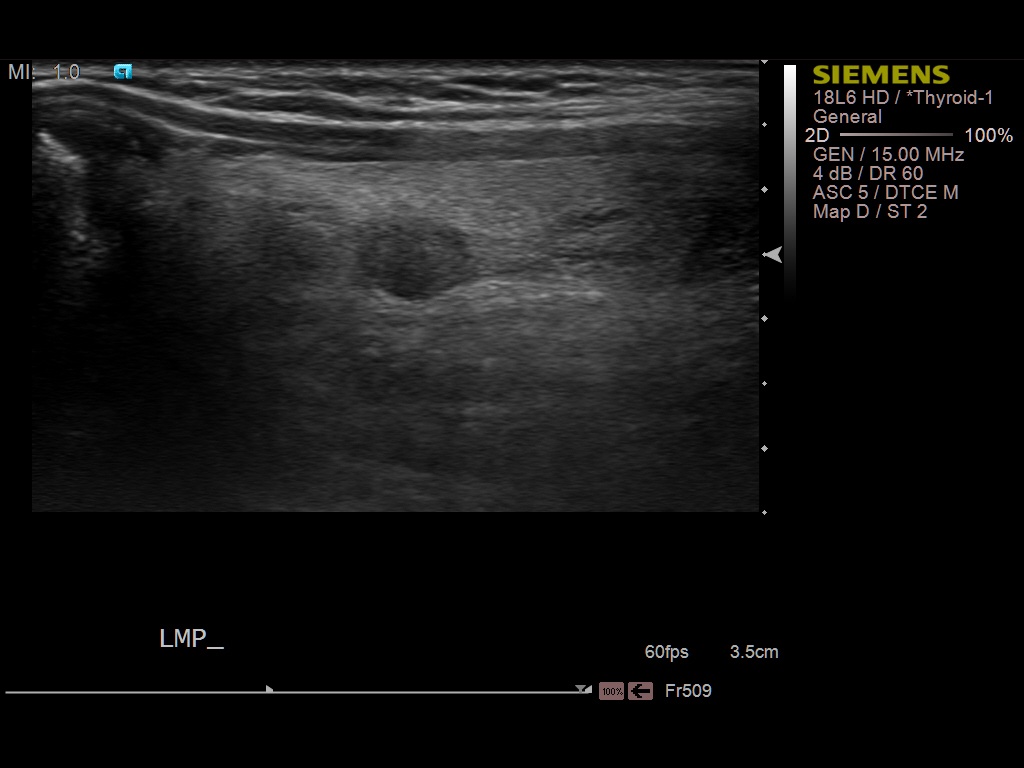 MI: 1.0
SIEMENS
18L6 HD / *Thyroid-1
General
2D 100%
GEN / 15.00 MHz
4 dB / DR 60
ASC 5 / DTCE M
Map D / ST 2
LMP_
60fps 3.5cm
100% Fr509